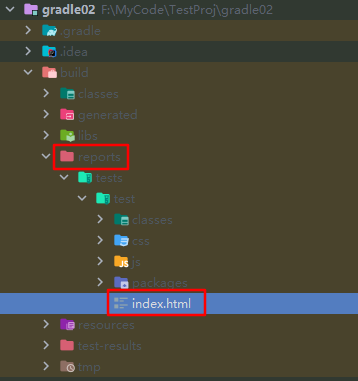 gradle02 F:\MyCode\TestProj\gradle02
.gradle
.idea
build
classes
generated
libs
reports
tests
test
classes
css
js
packages
index.html
resources
test-results
tmp